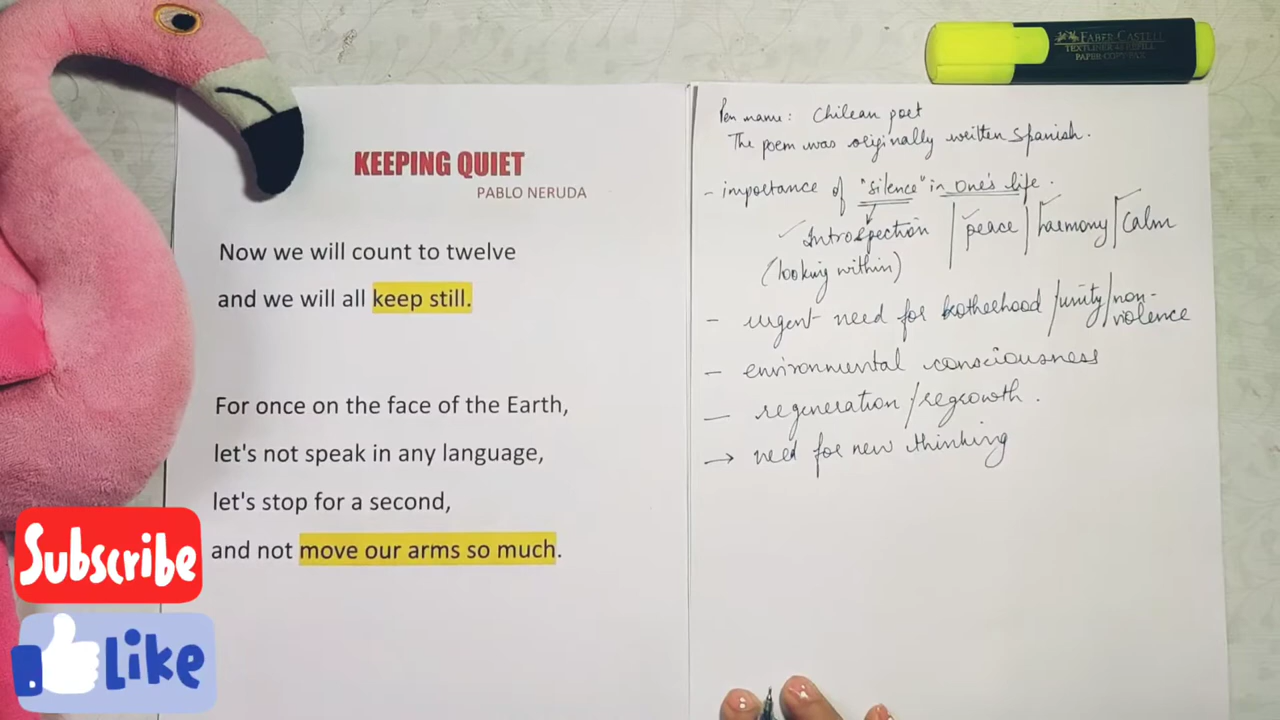 KEEPING QUIET
PABLO NERUDA
Now we will count to twelve
and we will all keep still.
For once on the face of the Earth,
let's not speak in any language,
let's stop for a second,
and not move our arms so much.
Subscribe
Like
FABER-CASTELL
TEXTLINER 48 REFILL
Pen name: Chilean poet
The poem was originally written Spanish.
- importance of "silence" in one's life.
Introspection | peace | harmony | calm
(looking within)
- urgent need for brotherhood / unity / non-
violence
- environmental consciousness
- regeneration / regrowth.
→ need for new thinking